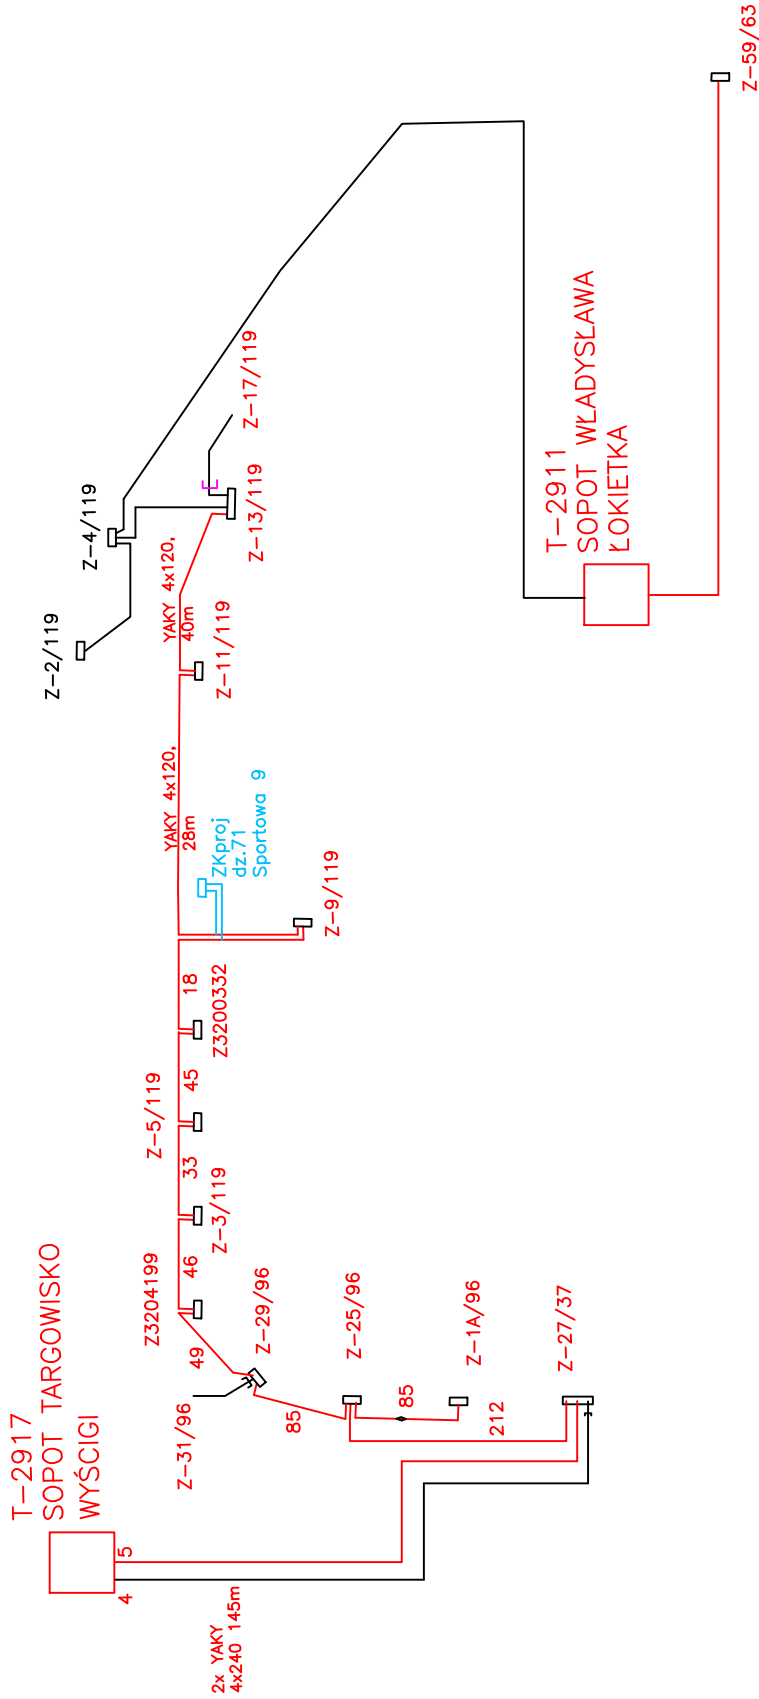 T-2917
SOPOT TARGOWISKO
WYŚCIGI
4
5
2x YAKY
4x240 145m
Z-31/96
Z-29/96
49
85
Z-25/96
85
Z-1A/96
212
Z-27/37
Z3204199
46
Z-3/119
33
Z-5/119
45
Z3200332
18
Z-9/119
ZKproj
dz.71
Sportowa 9
YAKY 4x120,
28m
Z-11/119
YAKY 4x120,
40m
Z-13/119
Z-17/119
Z-2/119
Z-4/119
T-2911
SOPOT WŁADYSŁAWA
ŁOKIETKA
Z-59/63